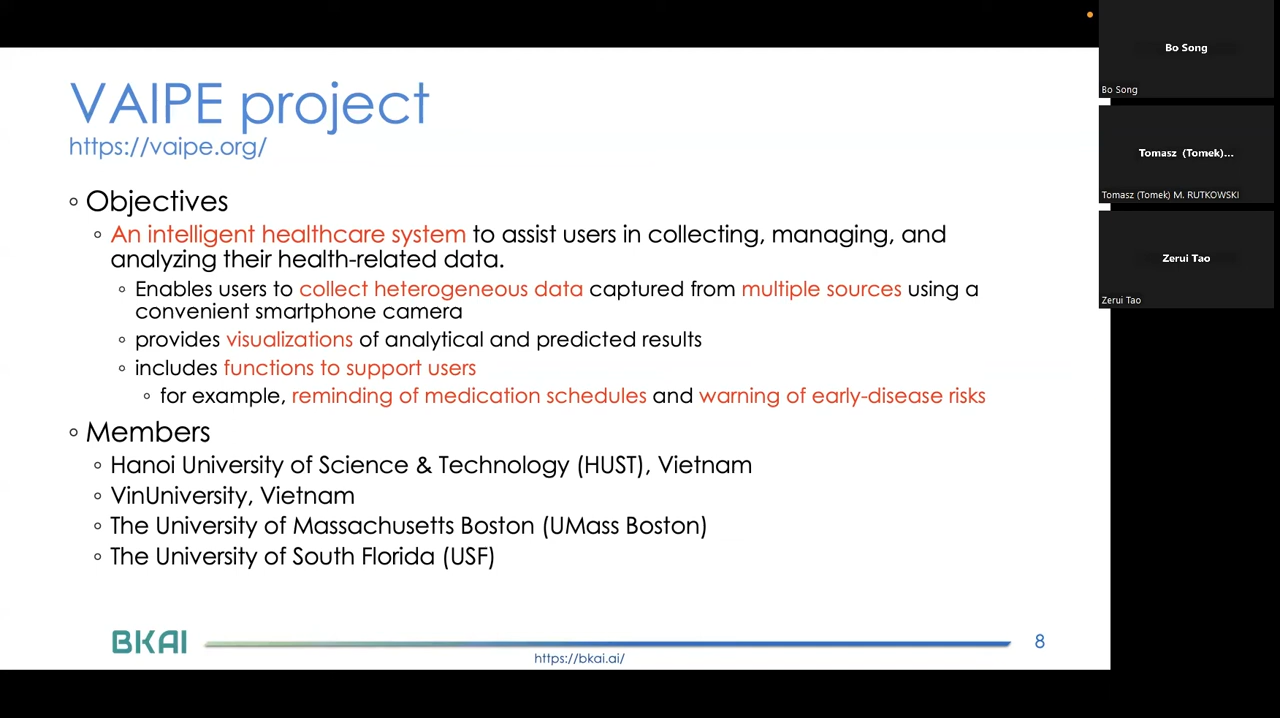 VAIPE project
https://vaipe.org/
Objectives
An intelligent healthcare system to assist users in collecting, managing, and
analyzing their health-related data.
Enables users to collect heterogeneous data captured from multiple sources using a
convenient smartphone camera
provides visualizations of analytical and predicted results
includes functions to support users
for example, reminding of medication schedules and warning of early-disease risks
Members
Hanoi University of Science & Technology (HUST), Vietnam
VinUniversity, Vietnam
The University of Massachusetts Boston (UMass Boston)
The University of South Florida (USF)
BKAI
https://bkai.ai/
8
Bo Song
Bo Song
Tomasz (Tomek)...
Tomasz (Tomek) M. RUTKOWSKI
Zerui Tao
Zerui Tao